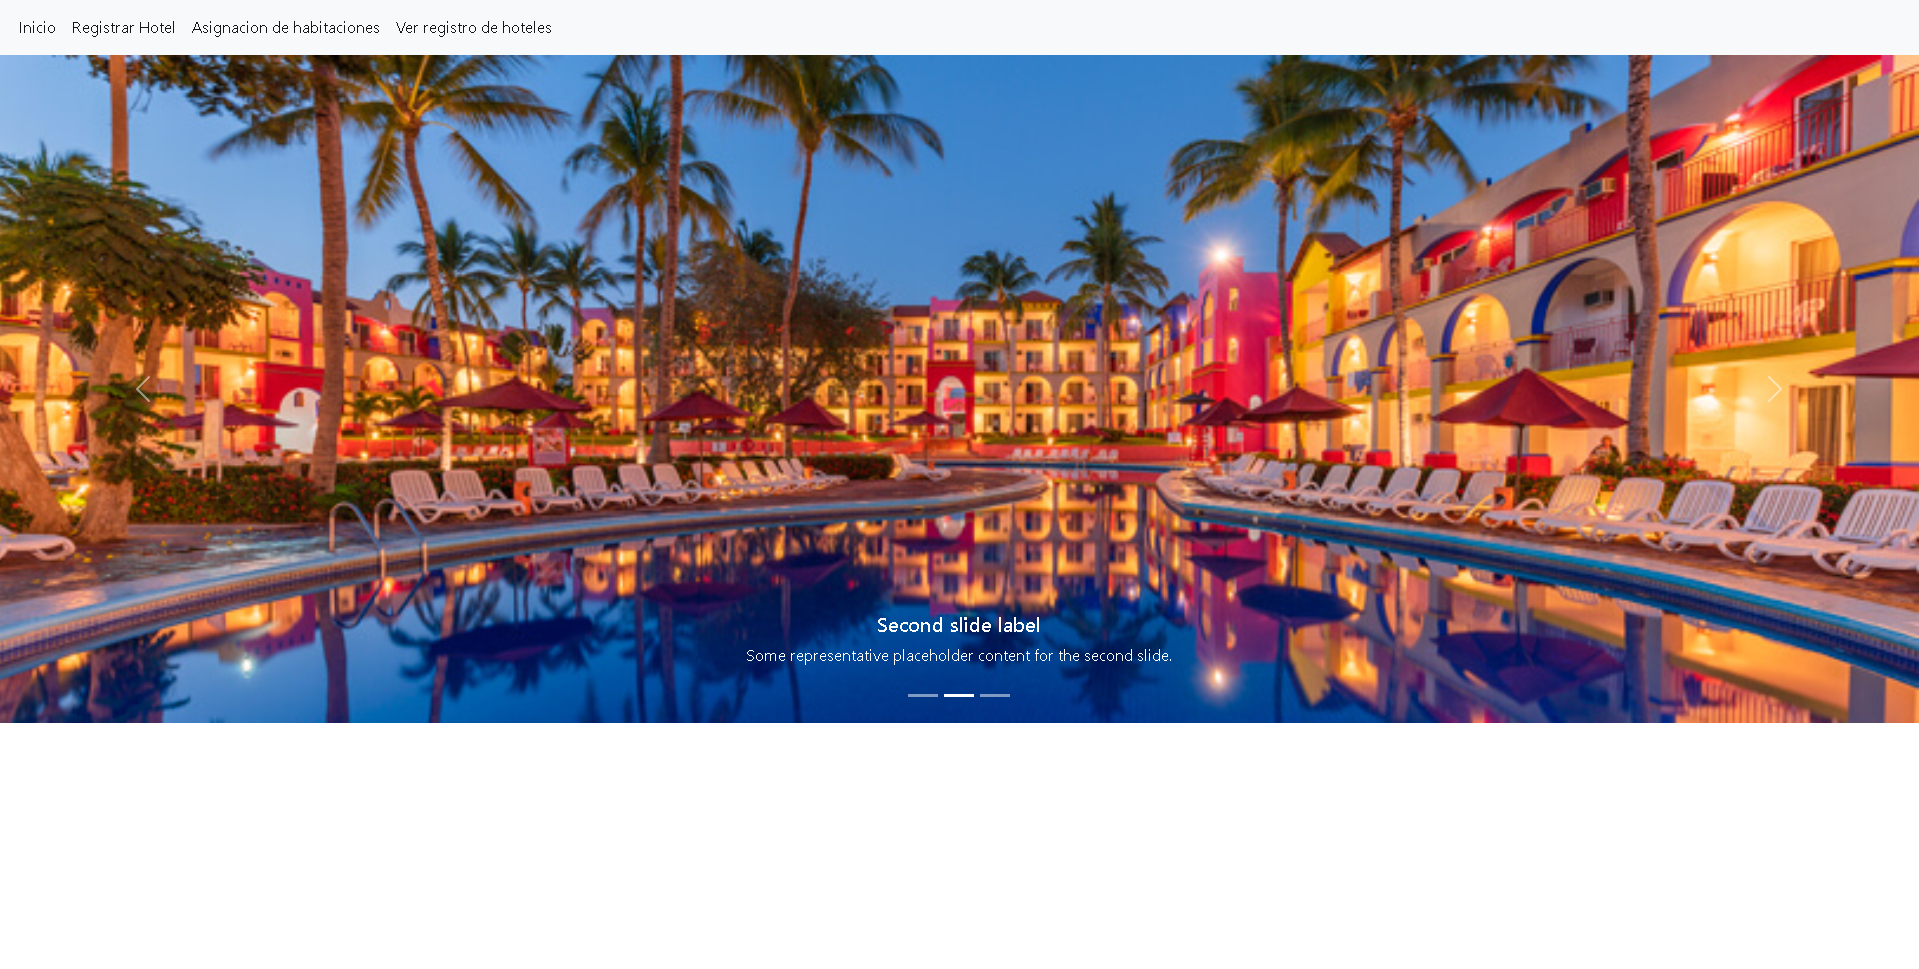 Inicio Registrar Hotel Asignacion de habitaciones Ver registro de hoteles
Second slide label
Some representative placeholder content for the second slide.